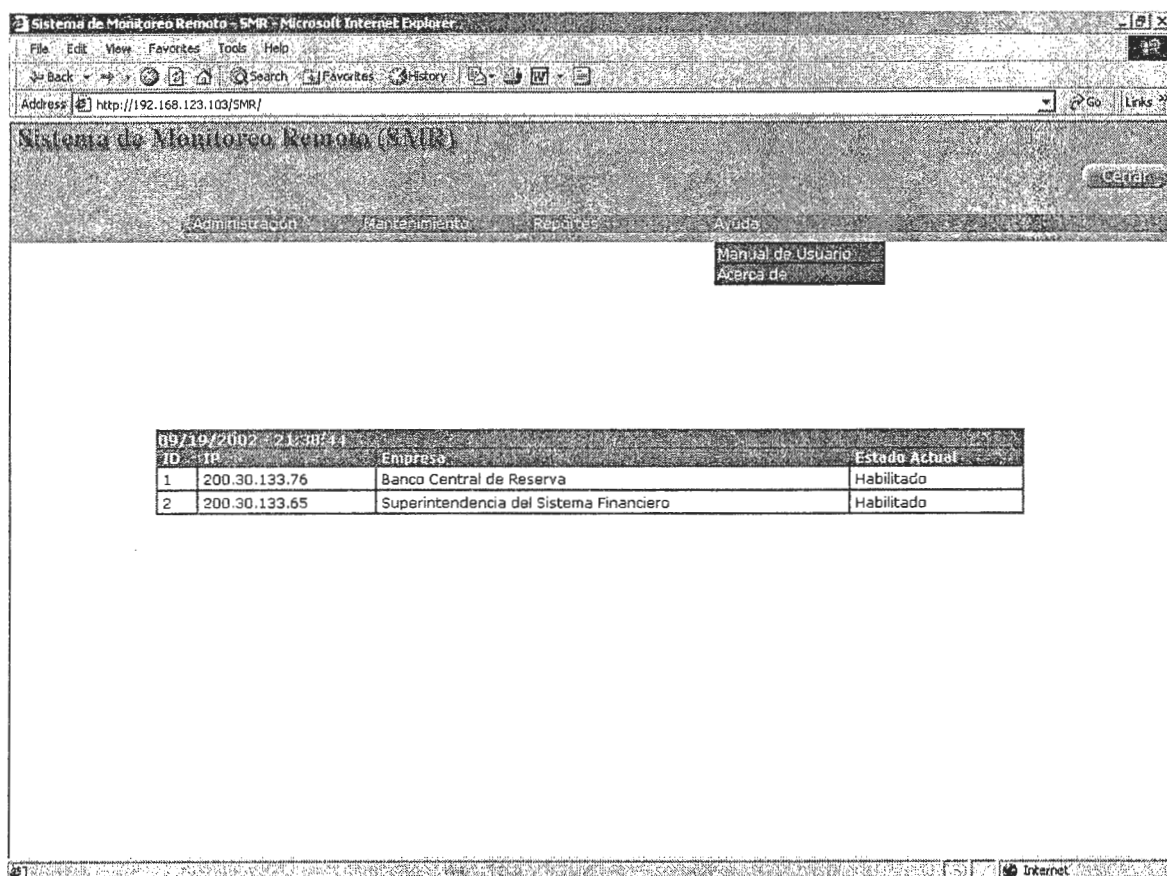 Sistema de Monitoreo Remoto - SMR - Microsoft Internet Explorer
File Edit View Favorites Tools Help
Back Search Favorites History
Address http://192.168.123.103/SMR/ Go Links »
Sistema de Monitoreo Remoto (SMR)
Cerrar
Administración Mantenimiento Reportes Ayuda
Manual de Usuario
Acerca de
09/19/2002 - 21:38:44
ID IP Empresa Estado Actual
1 200.30.133.76 Banco Central de Reserva Habilitado
2 200.30.133.65 Superintendencia del Sistema Financiero Habilitado
Internet